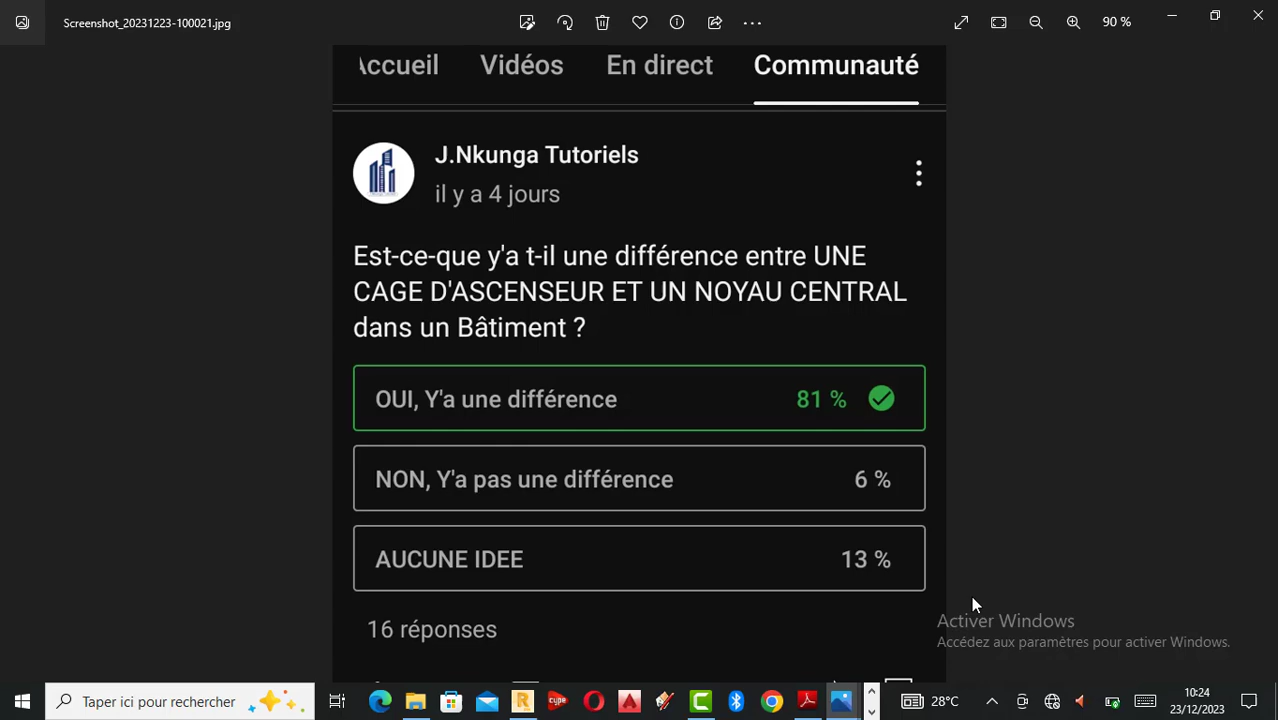 Screenshot_20231223-100021.jpg
90 %
Accueil Vidéos En direct Communauté
J.Nkunga Tutoriels
il y a 4 jours
Est-ce-que y'a t-il une différence entre UNE
CAGE D'ASCENSEUR ET UN NOYAU CENTRAL
dans un Bâtiment ?
OUI, Y'a une différence 81 %
NON, Y'a pas une différence 6 %
AUCUNE IDEE 13 %
16 réponses
Activer Windows
Accédez aux paramètres pour activer Windows.
Taper ici pour rechercher
28°C
10:24
23/12/2023